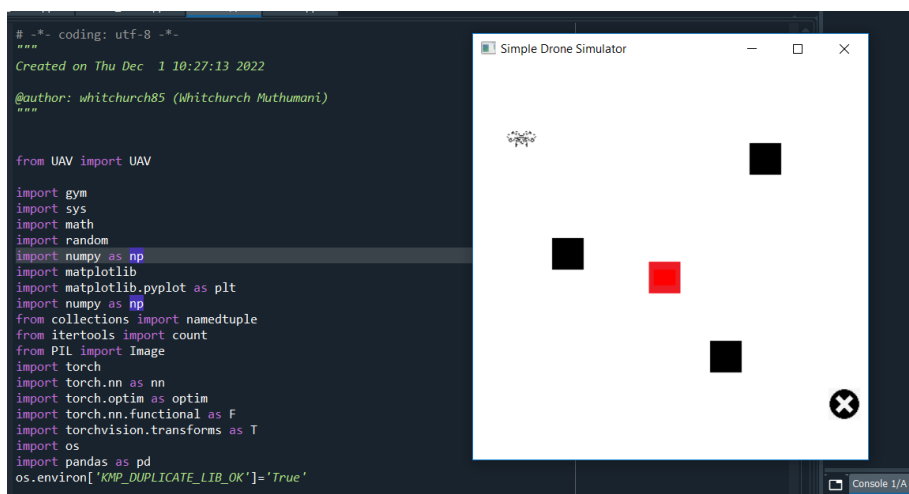 # -*- coding: utf-8 -*-
"""
Created on Thu Dec  1 10:27:13 2022
@author: whitchurch85 (Whitchurch Muthumani)
"""
from UAV import UAV
import gym
import sys
import math
import random
import numpy as np
import matplotlib
import matplotlib.pyplot as plt
import numpy as np
from collections import namedtuple
from itertools import count
from PIL import Image
import torch
import torch.nn as nn
import torch.optim as optim
import torch.nn.functional as F
import torchvision.transforms as T
import os
import pandas as pd
os.environ['KMP_DUPLICATE_LIB_OK']='True'
Simple Drone Simulator
Console 1/A